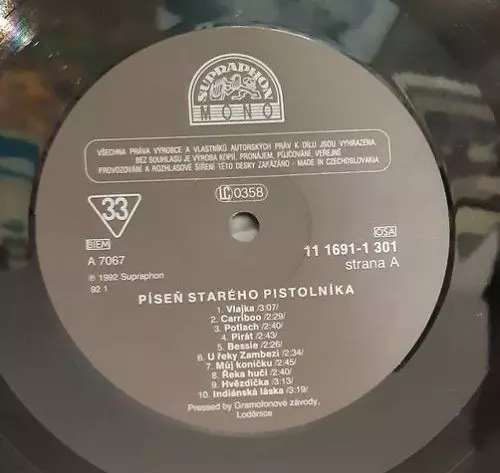 SUPRAPHON
MONO
VŠECHNA PRÁVA VÝROBCE A VLASTNÍKŮ AUTORSKÝCH PRÁV K DÍLU JSOU VYHRAZENA.
BEZ SOUHLASU JE VÝROBA KOPIÍ, PRONÁJEM, PŮJČOVÁNÍ, VEŘEJNÉ
PROVOZOVÁNÍ A ROZHLASOVÉ ŠÍŘENÍ TÉTO DESKY ZAKÁZÁNO - MADE IN CZECHOSLOVAKIA
33
LC 0358
BIEM
OSA
A 7067
11 1691-1 301
strana A
℗ 1992 Supraphon
92 1
PÍSEŇ STARÉHO PISTOLNÍKA
1. Vlajka /3:07/
2. Carriboo /2:29/
3. Potlach /2:40/
4. Pirát /2:40/
5. Bessie /2:26/
6. U řeky Zambezi /2:34/
7. Můj koníčku /2:45/
8. Řeka hučí /2:40/
9. Hvězdička /3:13/
10. Indiánská láska /3:19/
Pressed by Gramofonové závody,
Loděnice